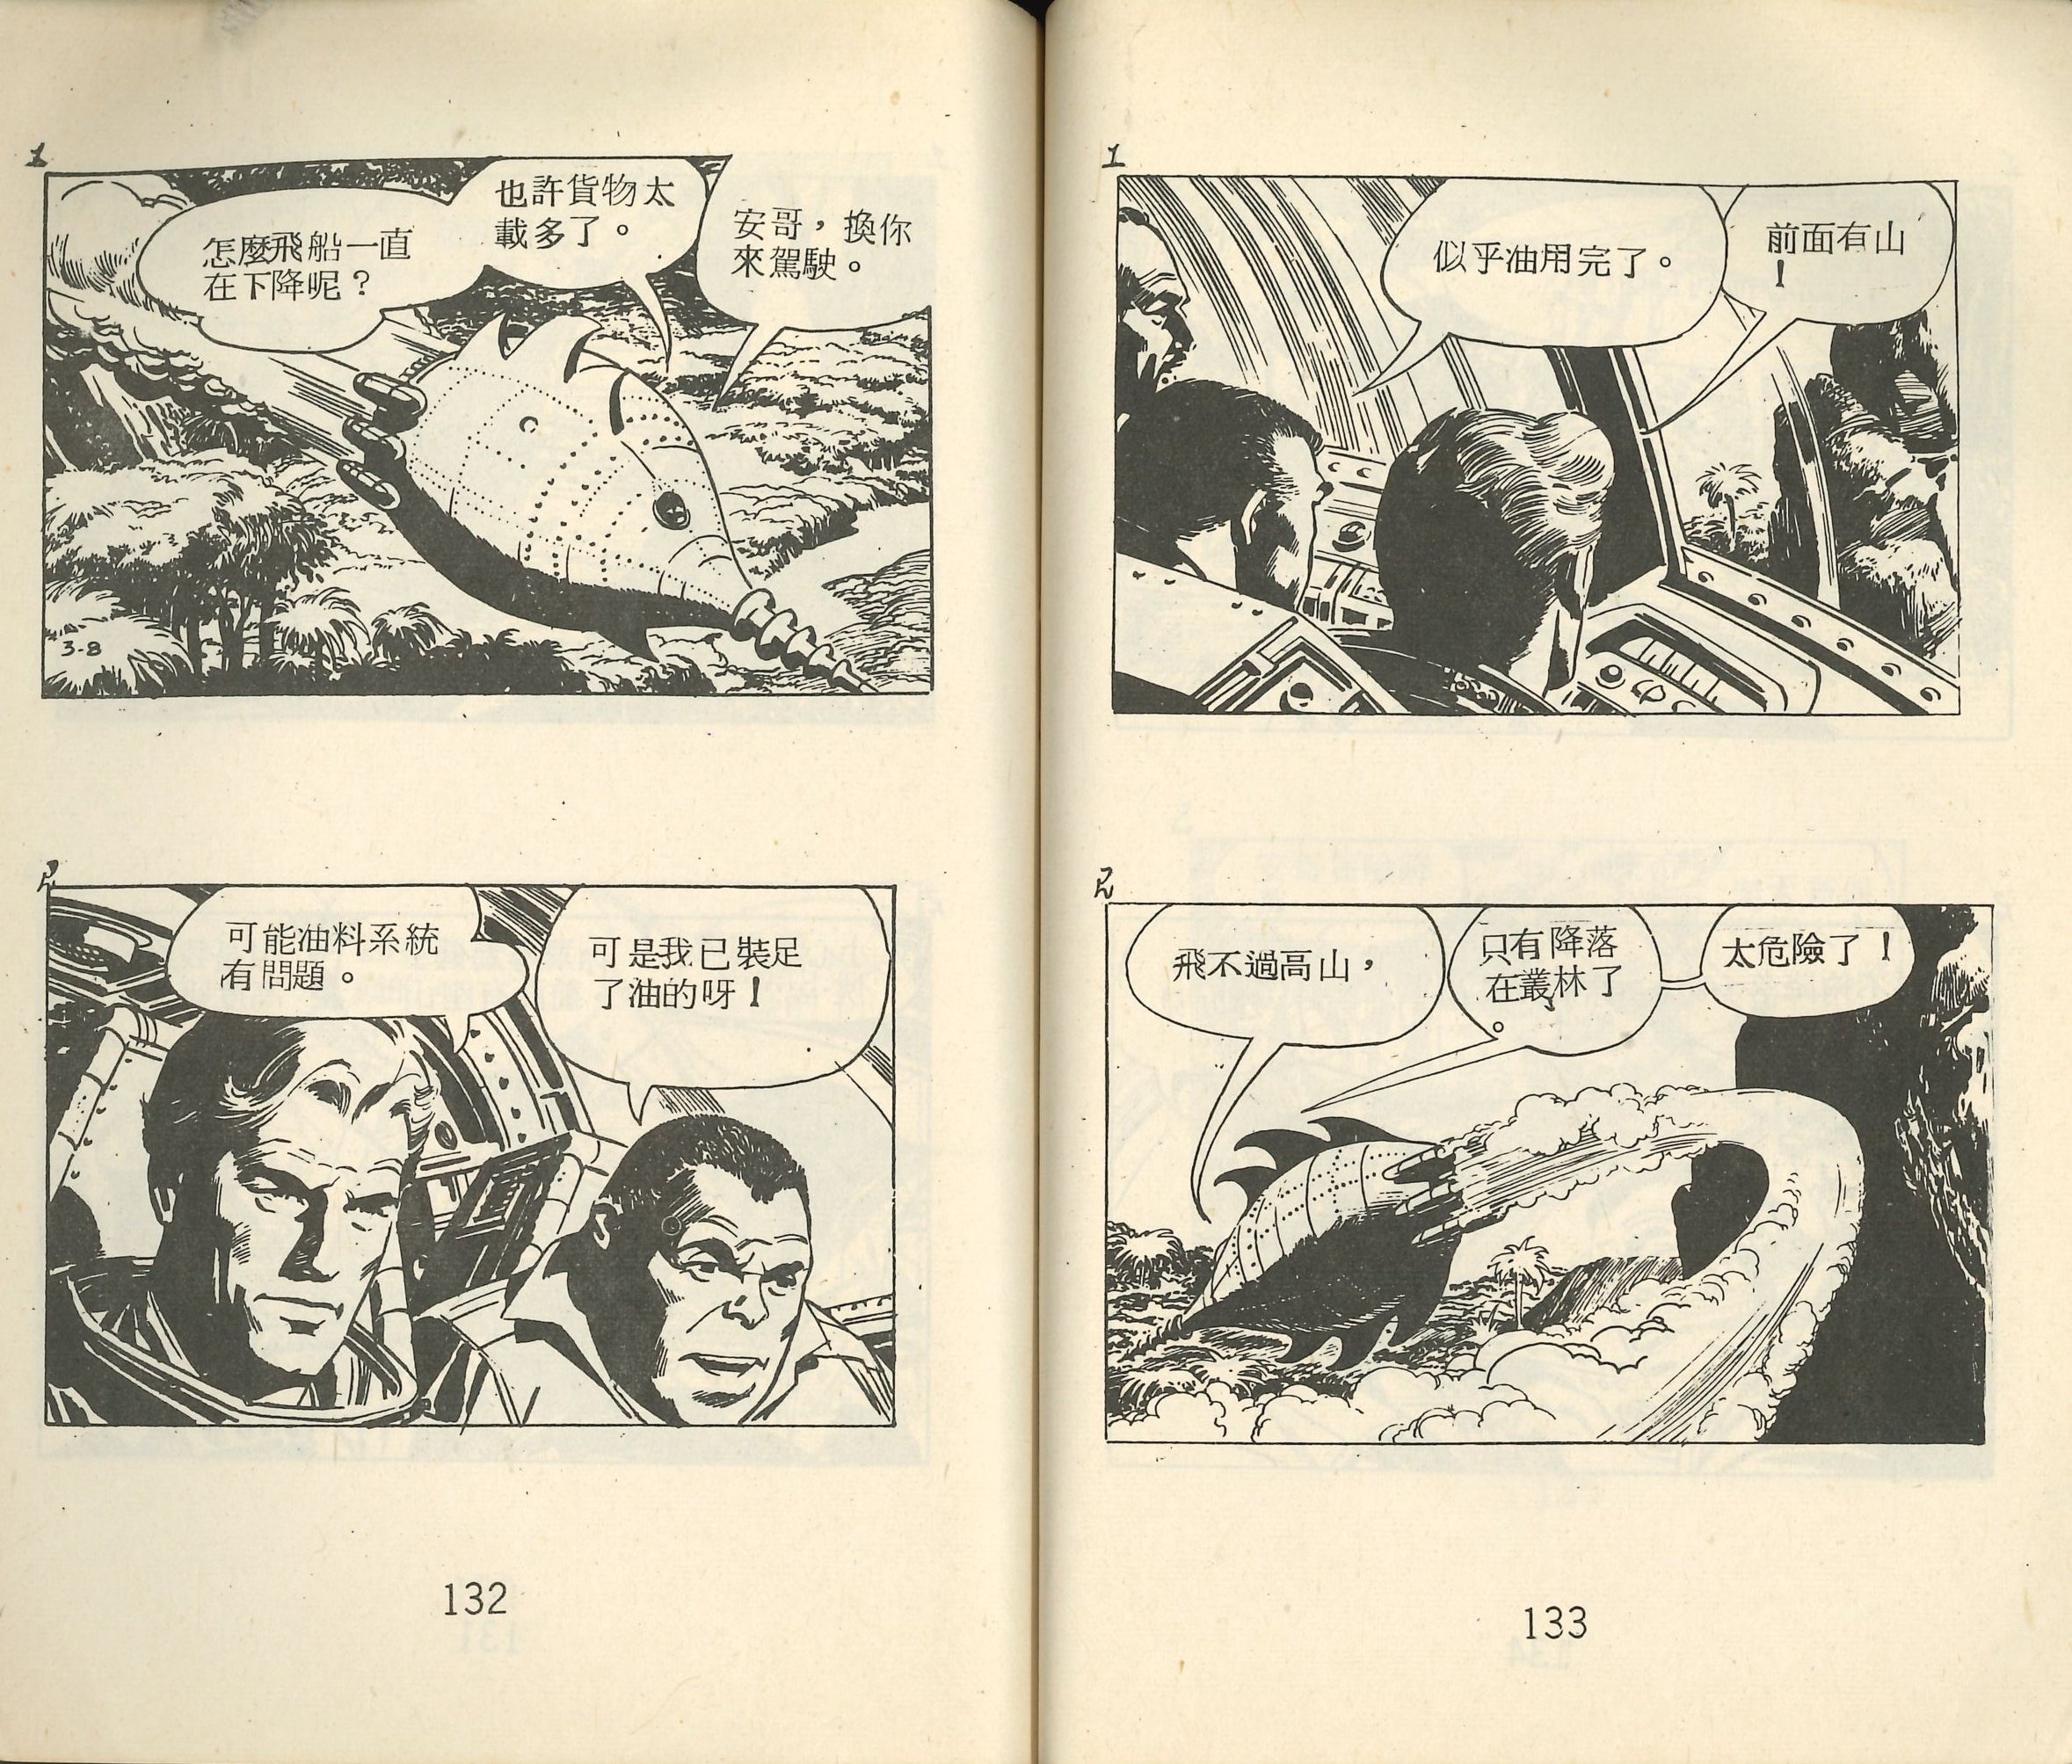 1
怎麼飛船一直
在下降呢？
也許貨物太
載多了。
安哥，換你
來駕駛。
3-8
2
可能油料系統
有問題。
可是我已裝足
了油的呀！
132
1
似乎油用完了。
前面有山
！
2
飛不過高山，
只有降落
在叢林了
。
太危險了！
133